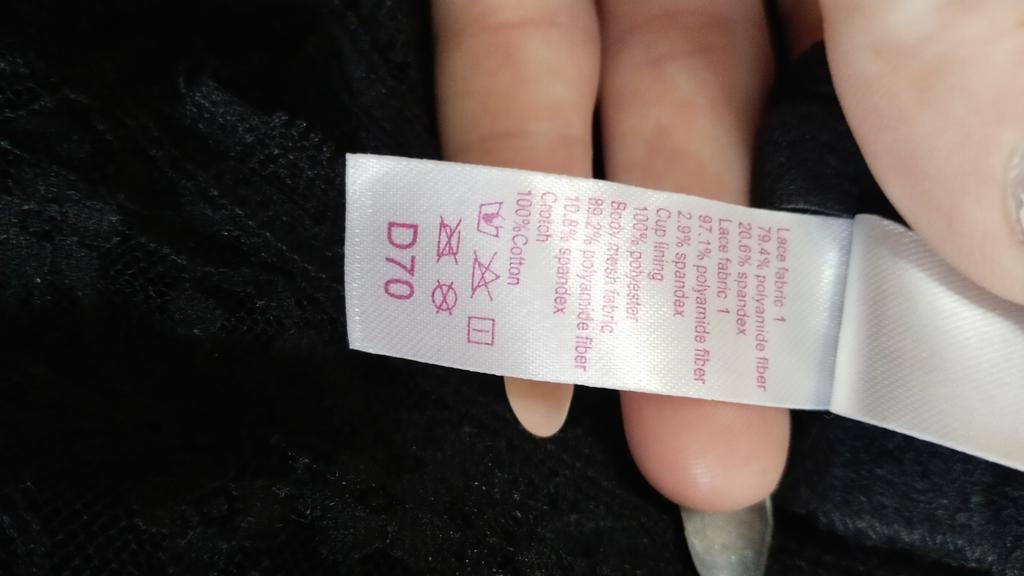 Lace fabric 1
79.4% polyamide fiber
20.6% spandex
Lace fabric 1
97.1% polyamide fiber
2.9% spandex
Cup lining
100% polyester
Body mesh fabric
89.2% polyamide fiber
10.8% spandex
Crotch
100%Cotton
D70